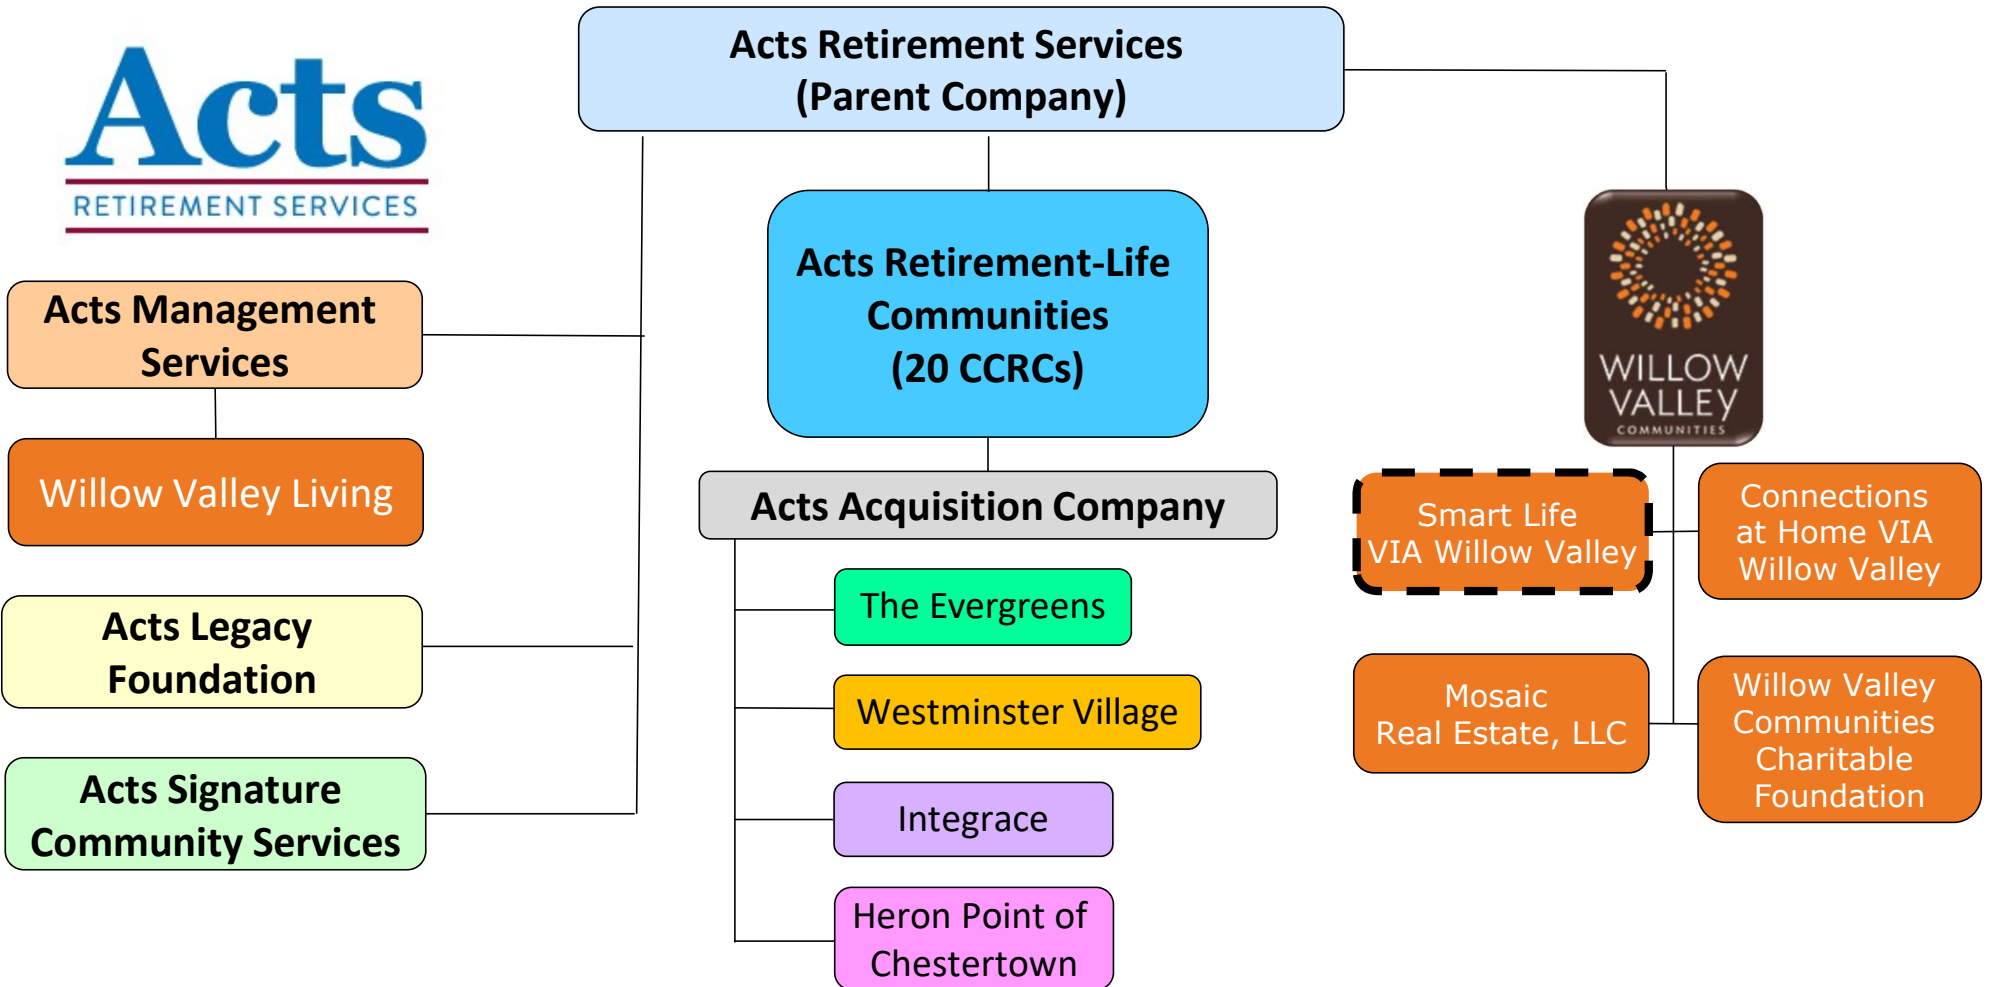 Acts Retirement Services
(Parent Company)
Acts
RETIREMENT SERVICES
Acts Management
Services
Willow Valley Living
Acts Legacy
Foundation
Acts Signature
Community Services
Acts Retirement-Life
Communities
(20 CCRCs)
Acts Acquisition Company
The Evergreens
Westminster Village
Integrace
Heron Point of
Chestertown
WILLOW
VALLEY
COMMUNITIES
Smart Life
VIA Willow Valley
Connections
at Home VIA
Willow Valley
Mosaic
Real Estate, LLC
Willow Valley
Communities
Charitable
Foundation